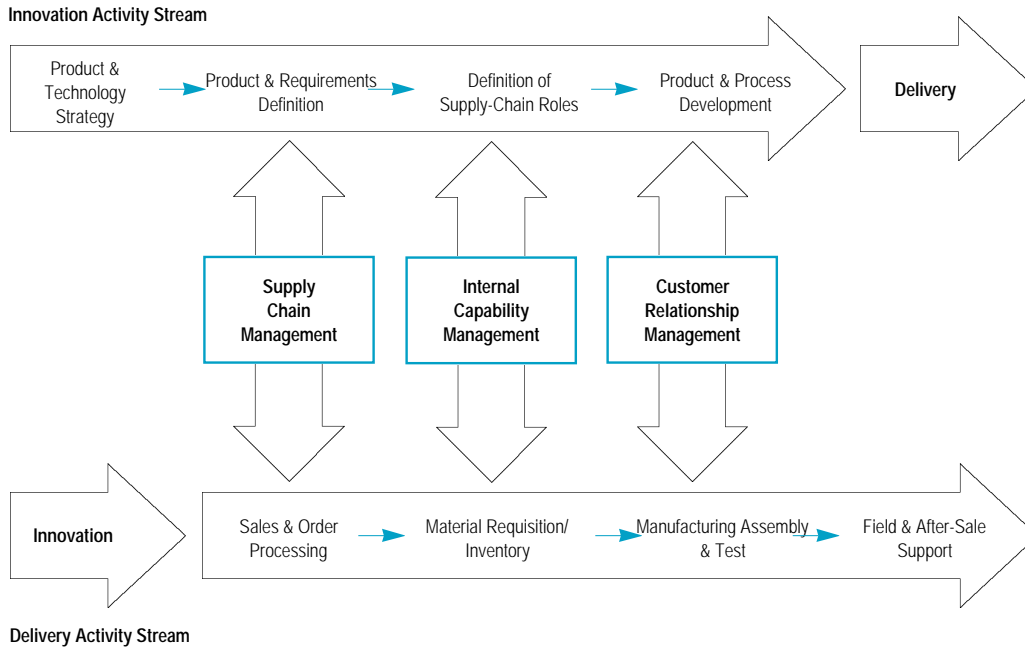 Innovation Activity Stream
Product &
Technology
Strategy
Product & Requirements
Definition
Definition of
Supply-Chain Roles
Product & Process
Development
Delivery
Supply
Chain
Management
Internal
Capability
Management
Customer
Relationship
Management
Innovation
Sales & Order
Processing
Material Requisition/
Inventory
Manufacturing Assembly
& Test
Field & After-Sale
Support
Delivery Activity Stream